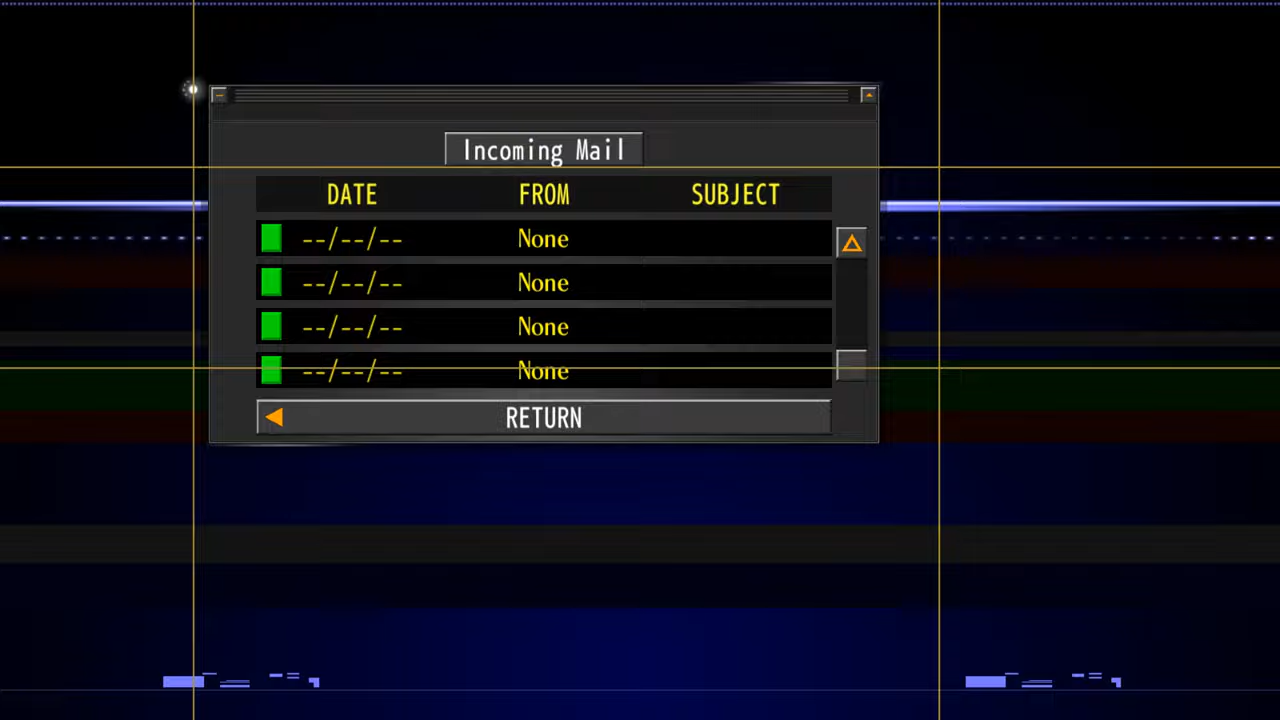 Incoming Mail
DATE FROM SUBJECT
--/--/-- None
--/--/-- None
--/--/-- None
--/--/-- None
RETURN